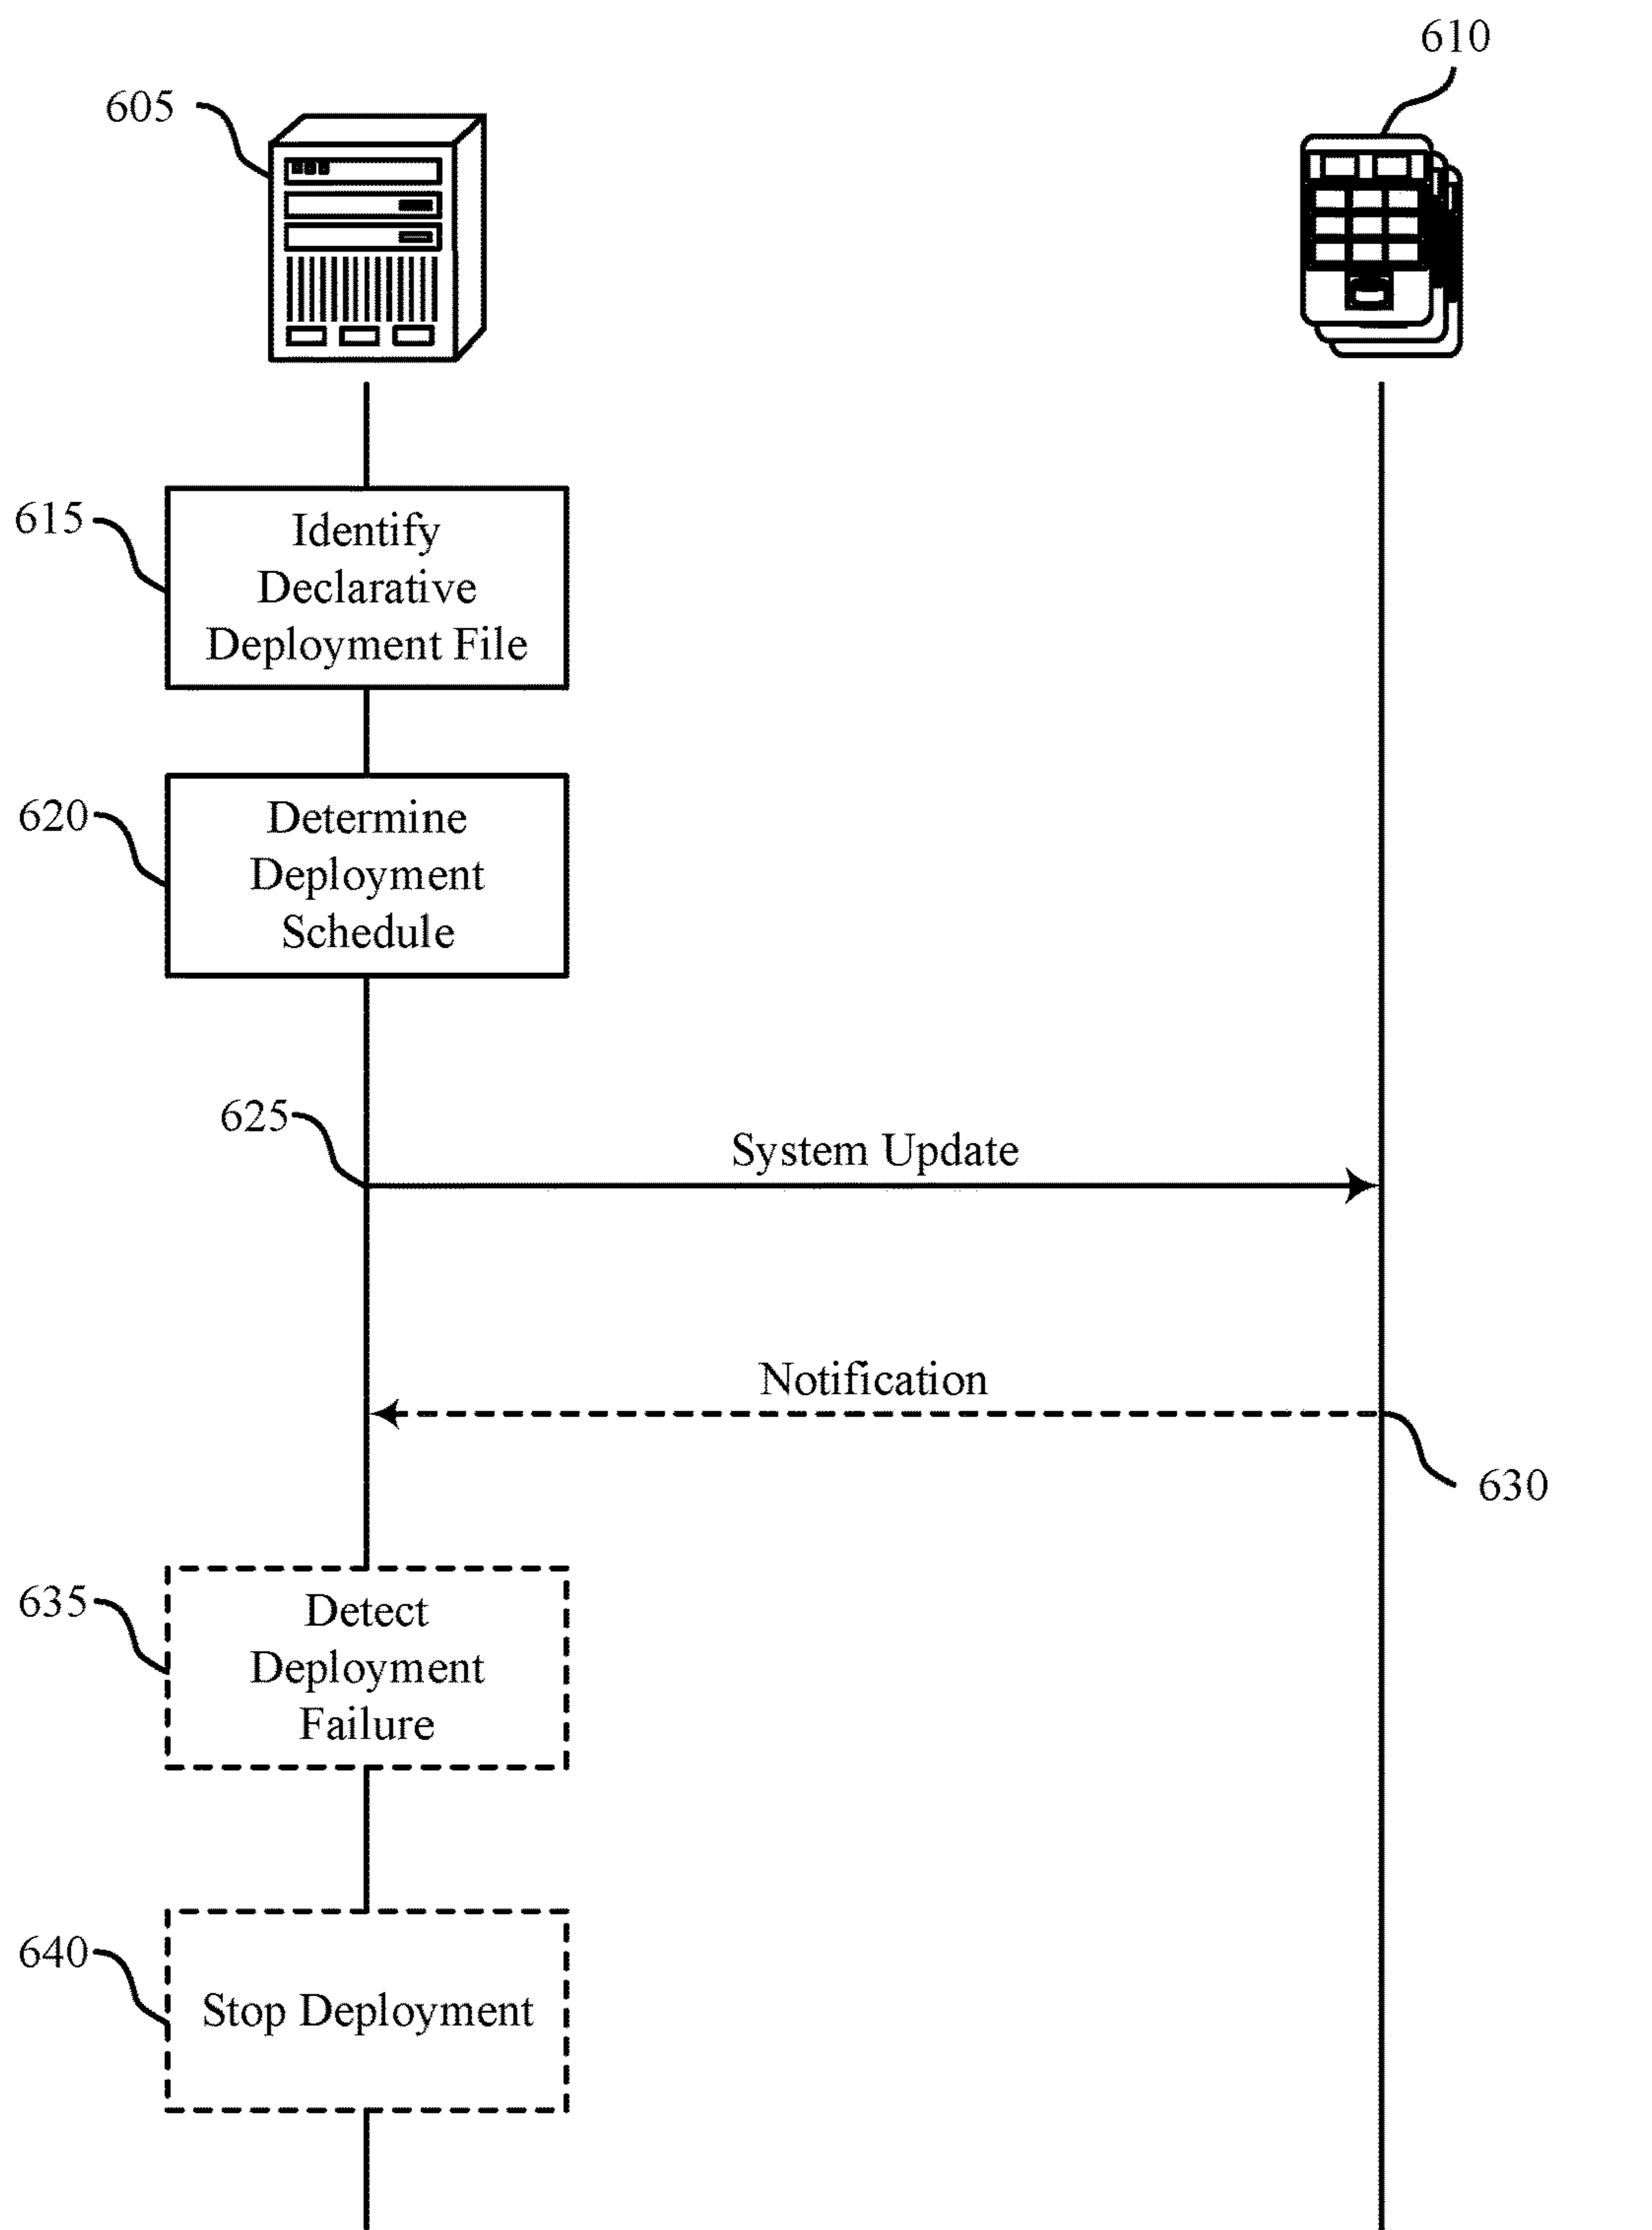 610
605
615
Identify
Declarative
Deployment File
620
Determine
Deployment
Schedule
625
System Update
Notification
630
635
Detect
Deployment
Failure
640
Stop Deployment